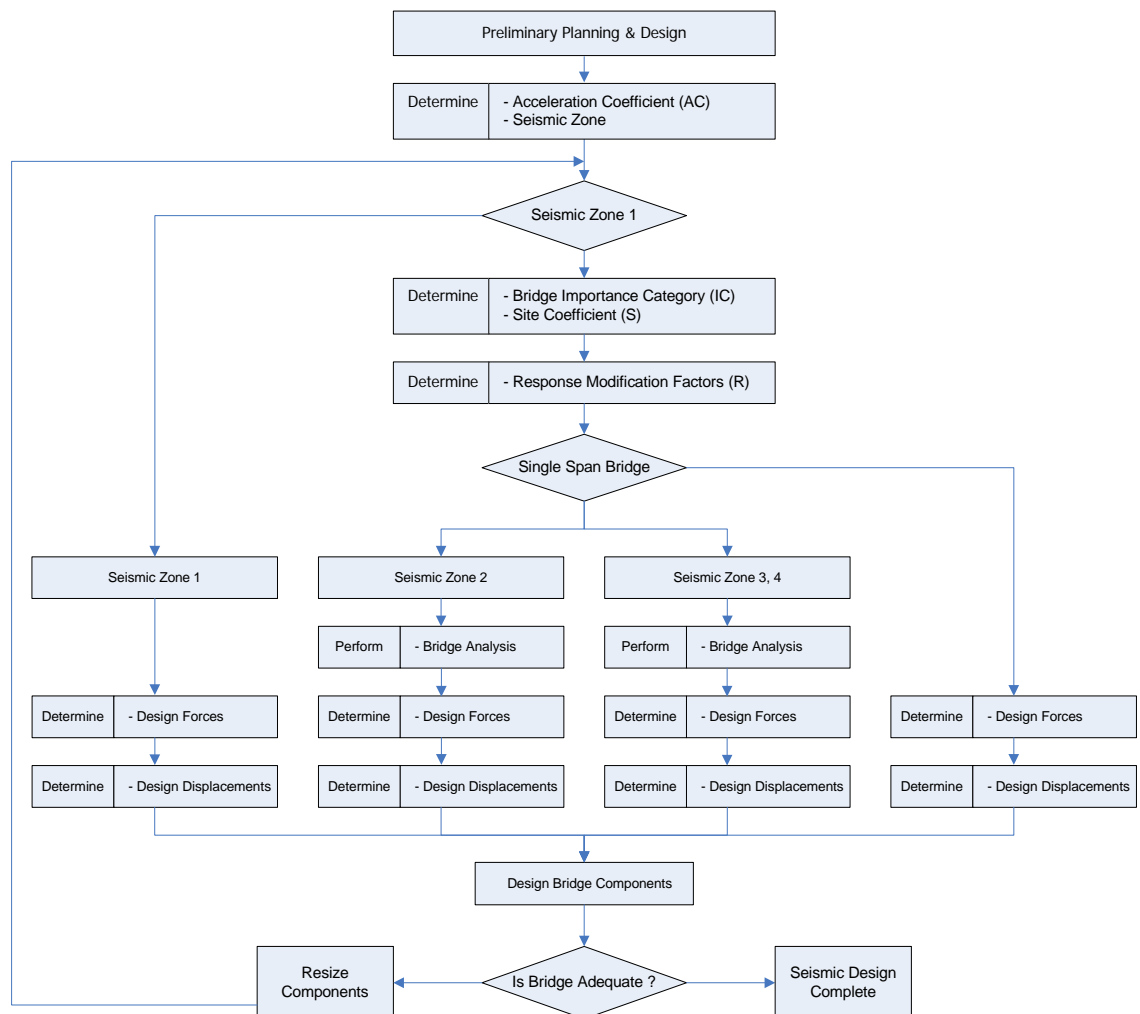 Preliminary Planning & Design
Determine
- Acceleration Coefficient (AC)
- Seismic Zone
Seismic Zone 1
Determine
- Bridge Importance Category (IC)
- Site Coefficient (S)
Determine
- Response Modification Factors (R)
Single Span Bridge
Seismic Zone 1
Seismic Zone 2
Seismic Zone 3, 4
Perform
- Bridge Analysis
Perform
- Bridge Analysis
Determine
- Design Forces
Determine
- Design Forces
Determine
- Design Forces
Determine
- Design Forces
Determine
- Design Displacements
Determine
- Design Displacements
Determine
- Design Displacements
Determine
- Design Displacements
Design Bridge Components
Resize
Components
Is Bridge Adequate ?
Seismic Design
Complete